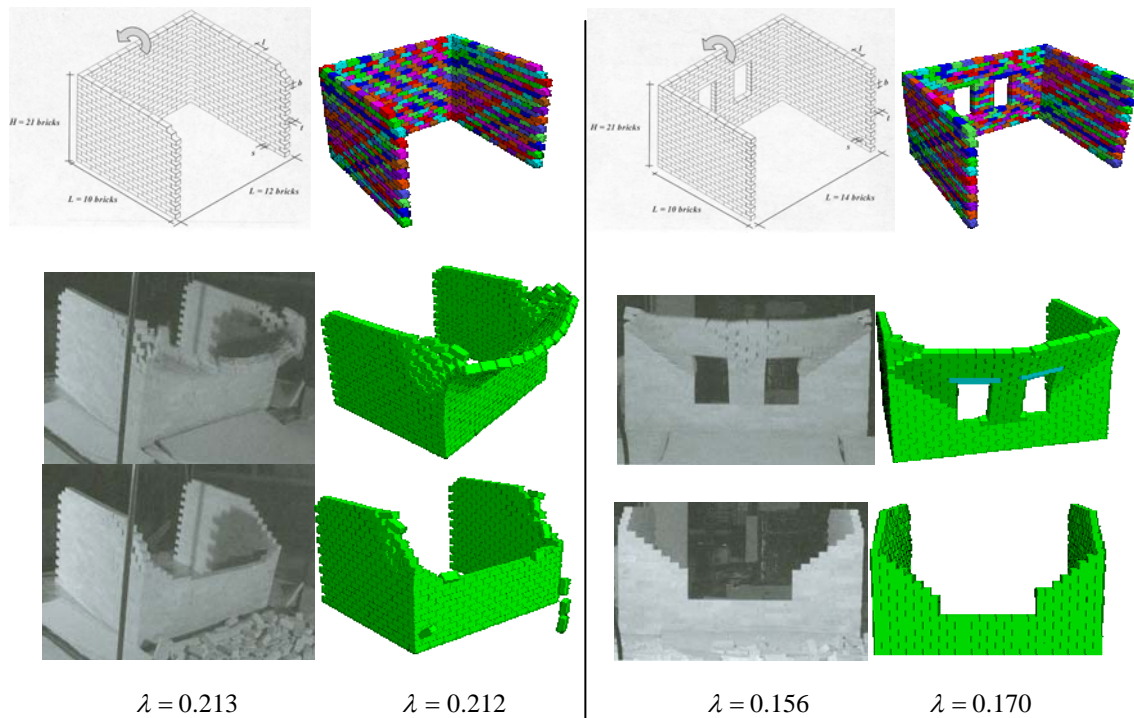 l
b
H = 21 bricks
t
s
L = 12 bricks
L = 10 bricks
l
b
H = 21 bricks
t
s
L = 14 bricks
L = 10 bricks
λ = 0.213
λ = 0.212
λ = 0.156
λ = 0.170